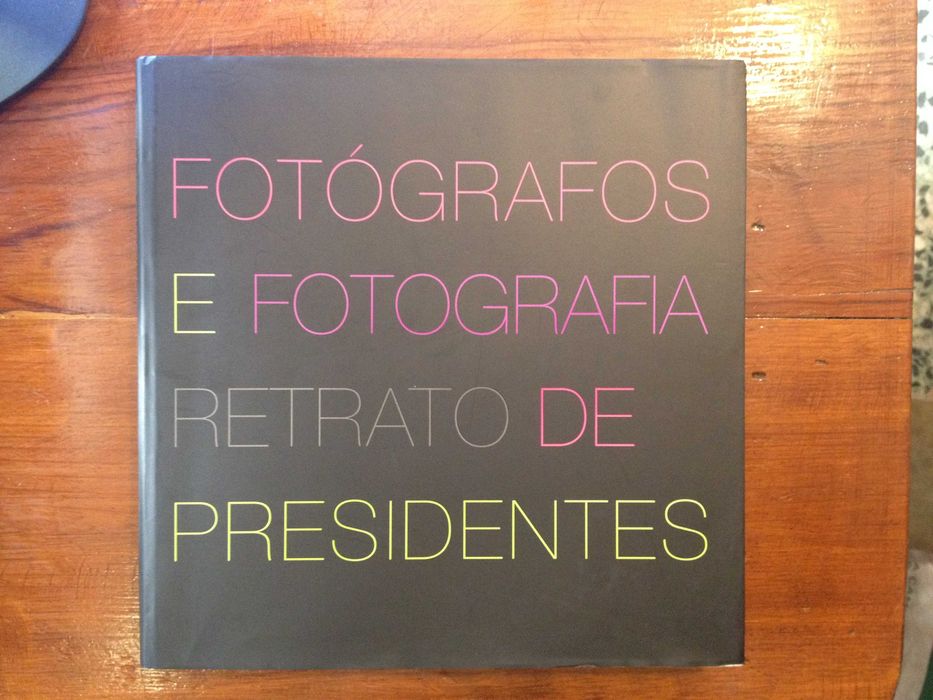 FOTÓGRAFOS
E FOTOGRAFIA
RETRATO DE
PRESIDENTES